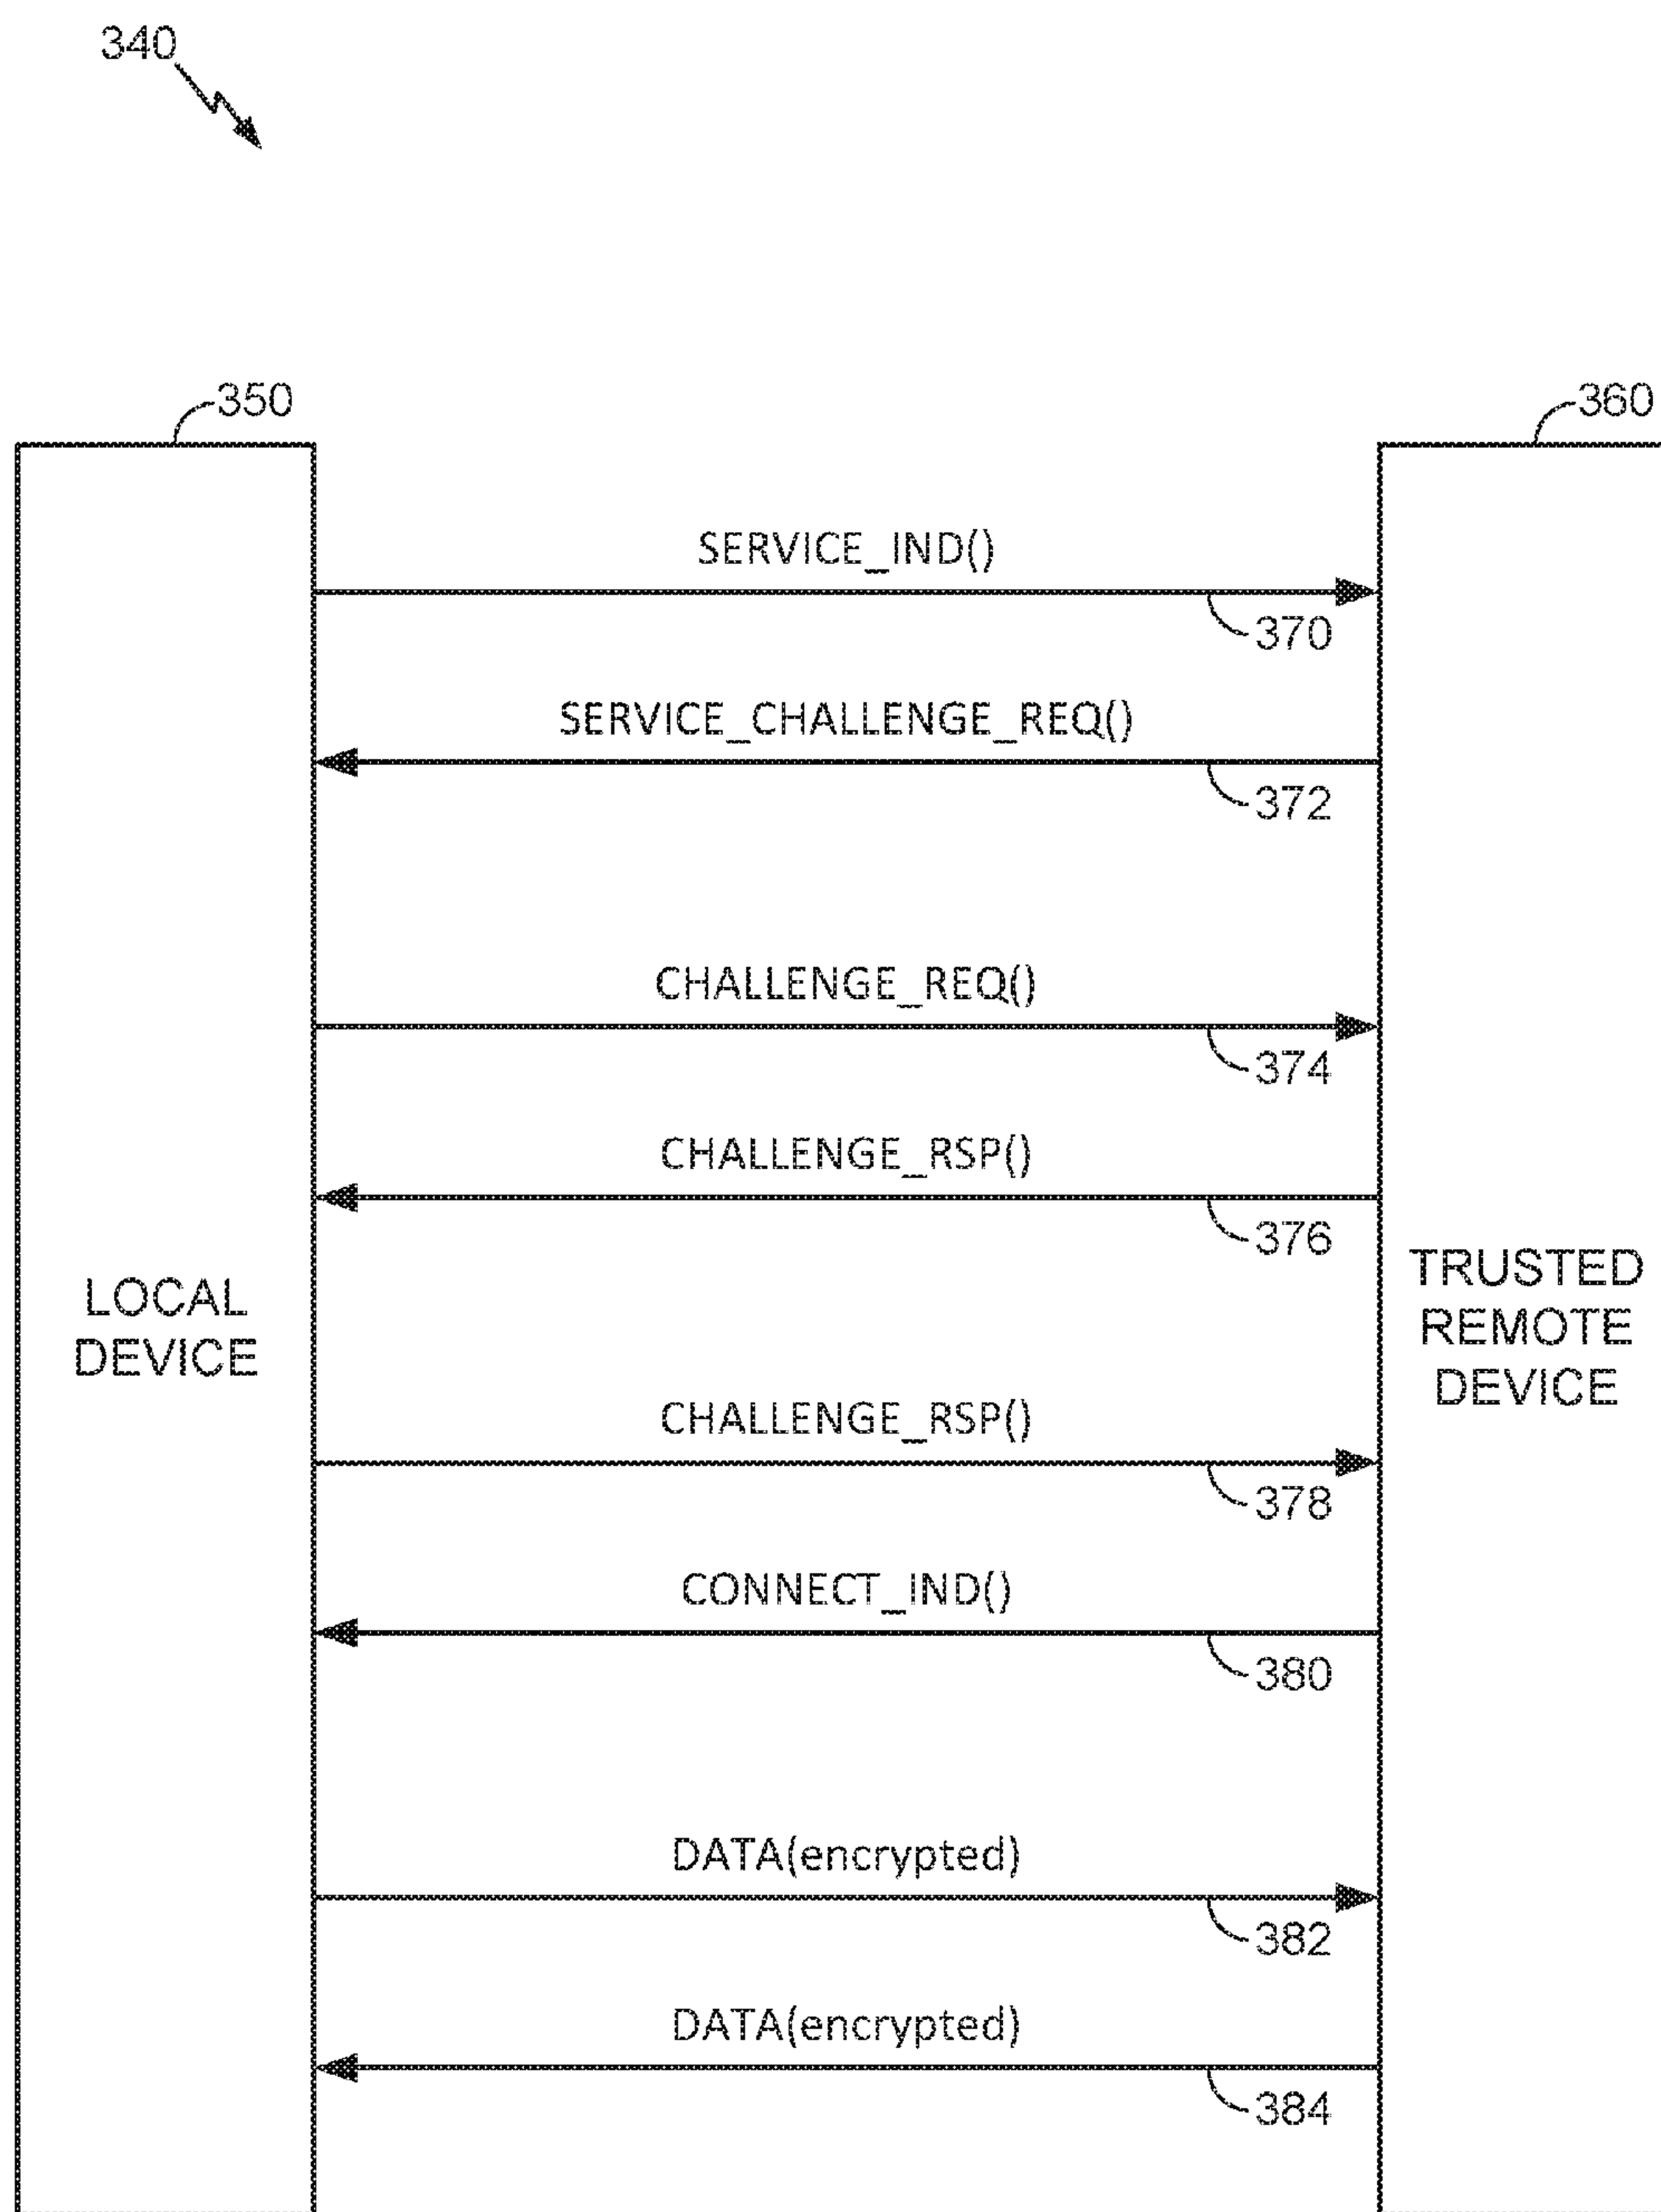 340
350
360
SERVICE_IND()
370
SERVICE_CHALLENGE_REQ()
372
CHALLENGE_REQ()
374
CHALLENGE_RSP()
376
LOCAL
DEVICE
TRUSTED
REMOTE
DEVICE
CHALLENGE_RSP()
378
CONNECT_IND()
380
DATA(encrypted)
382
DATA(encrypted)
384